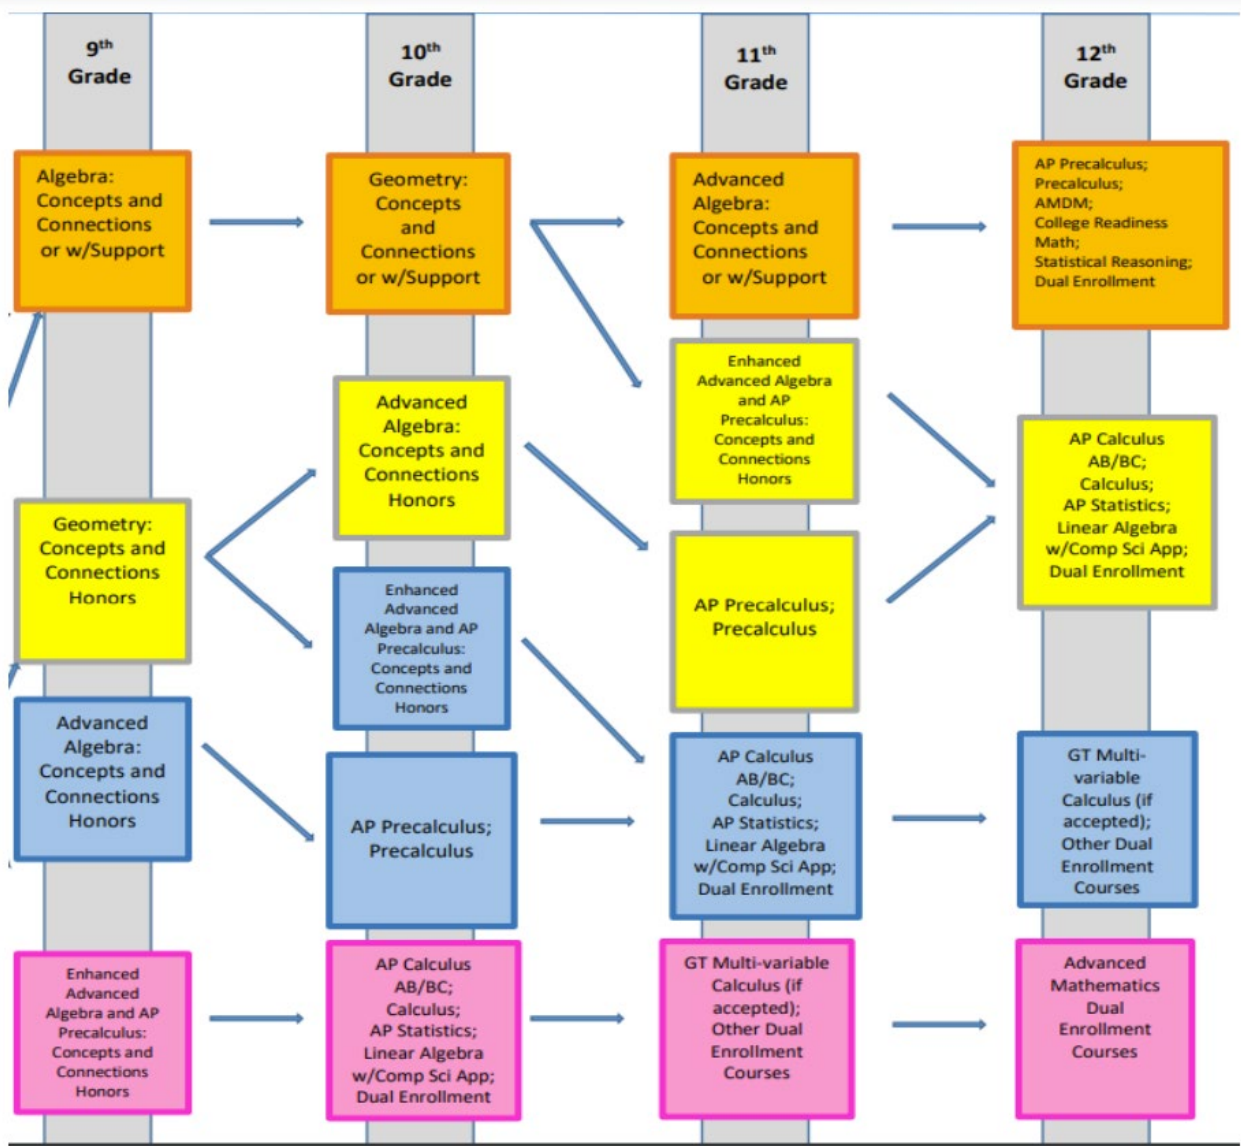 9th
Grade
10th
Grade
11th
Grade
12th
Grade
Algebra:
Concepts and
Connections
or w/Support
Geometry:
Concepts
and
Connections
or w/Support
Advanced
Algebra:
Concepts and
Connections
or w/Support
AP Precalculus;
Precalculus;
AMDM;
College Readiness
Math;
Statistical Reasoning;
Dual Enrollment
Geometry:
Concepts and
Connections
Honors
Advanced
Algebra:
Concepts and
Connections
Honors
Enhanced
Advanced Algebra
and AP
Precalculus:
Concepts and
Connections
Honors
AP Calculus
AB/BC;
Calculus;
AP Statistics;
Linear Algebra
w/Comp Sci App;
Dual Enrollment
Enhanced
Advanced
Algebra and AP
Precalculus:
Concepts and
Connections
Honors
AP Precalculus;
Precalculus
Advanced
Algebra:
Concepts and
Connections
Honors
AP Precalculus;
Precalculus
AP Calculus
AB/BC;
Calculus;
AP Statistics;
Linear Algebra
w/Comp Sci App;
Dual Enrollment
GT Multi-
variable
Calculus (if
accepted);
Other Dual
Enrollment
Courses
Enhanced
Advanced
Algebra and AP
Precalculus:
Concepts and
Connections
Honors
AP Calculus
AB/BC;
Calculus;
AP Statistics;
Linear Algebra
w/Comp Sci App;
Dual Enrollment
GT Multi-variable
Calculus (if
accepted);
Other Dual
Enrollment
Courses
Advanced
Mathematics
Dual
Enrollment
Courses